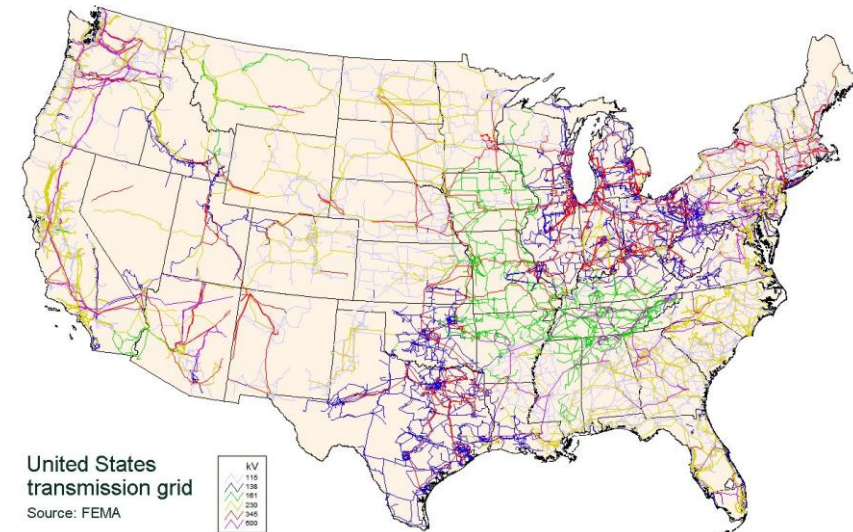 United States
transmission grid
Source: FEMA
kV
115
138
161
230
345
500